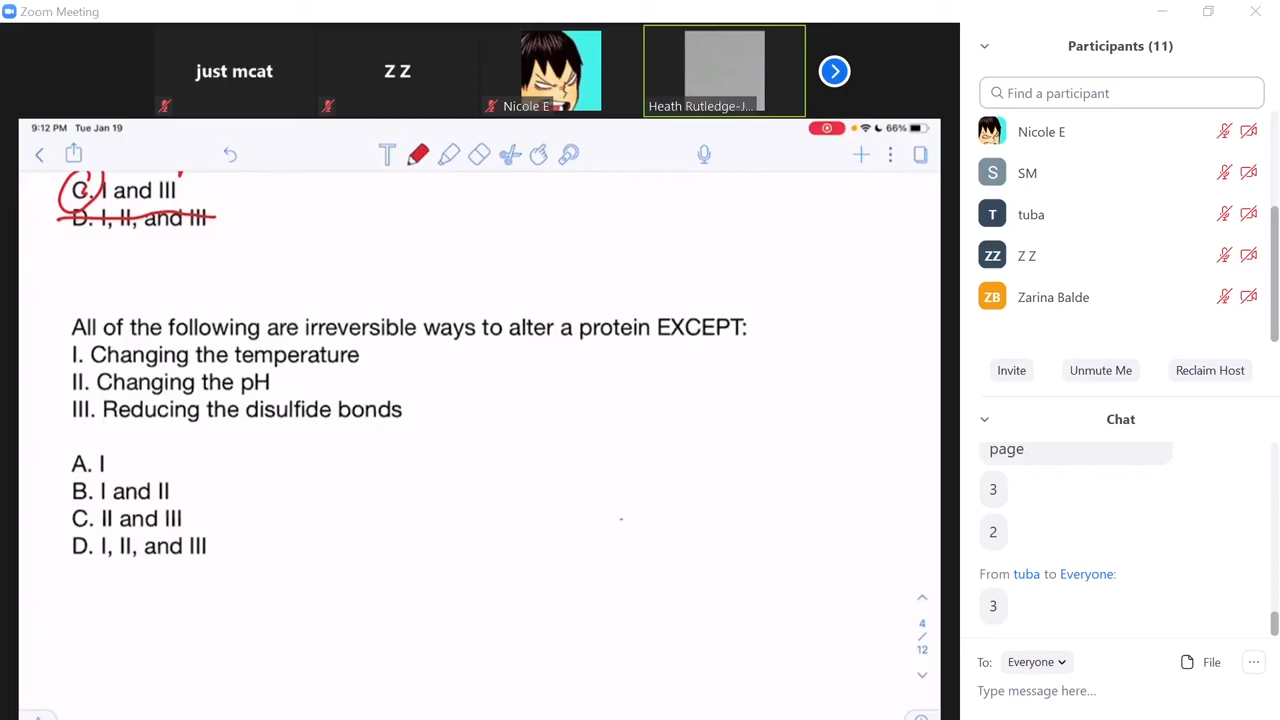 Zoom Meeting
just mcat
Z Z
Nicole E
Heath Rutledge-J...
9:12 PM Tue Jan 19
66%
C. I and III
D. I, II, and III
All of the following are irreversible ways to alter a protein EXCEPT:
I. Changing the temperature
II. Changing the pH
III. Reducing the disulfide bonds
A. I
B. I and II
C. II and III
D. I, II, and III
4
/
12
Participants (11)
Find a participant
Nicole E
S SM
T tuba
ZZ Z Z
ZB Zarina Balde
Invite Unmute Me Reclaim Host
Chat
page
3
2
From tuba to Everyone:
3
To: Everyone File
Type message here...